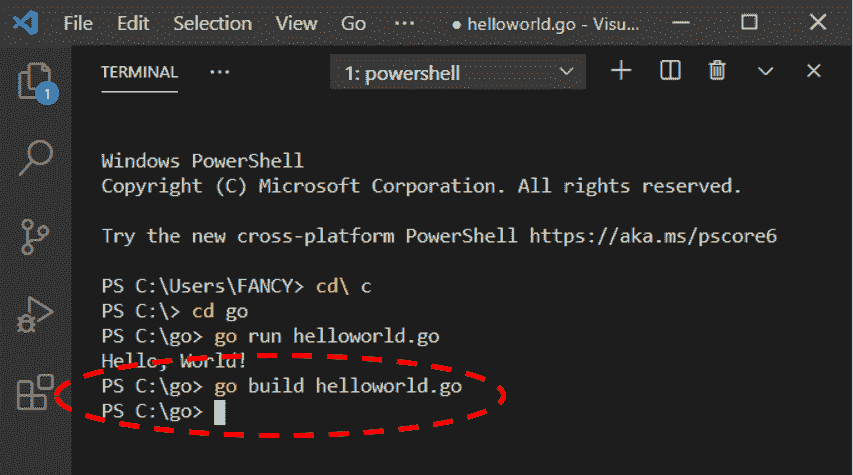 File Edit Selection View Go ··· ● helloworld.go - Visu...
TERMINAL ··· 1: powershell
1
Windows PowerShell
Copyright (C) Microsoft Corporation. All rights reserved.
Try the new cross-platform PowerShell https://aka.ms/pscore6
PS C:\Users\FANCY> cd\ c
PS C:\> cd go
PS C:\go> go run helloworld.go
Hello, World!
PS C:\go> go build helloworld.go
PS C:\go>